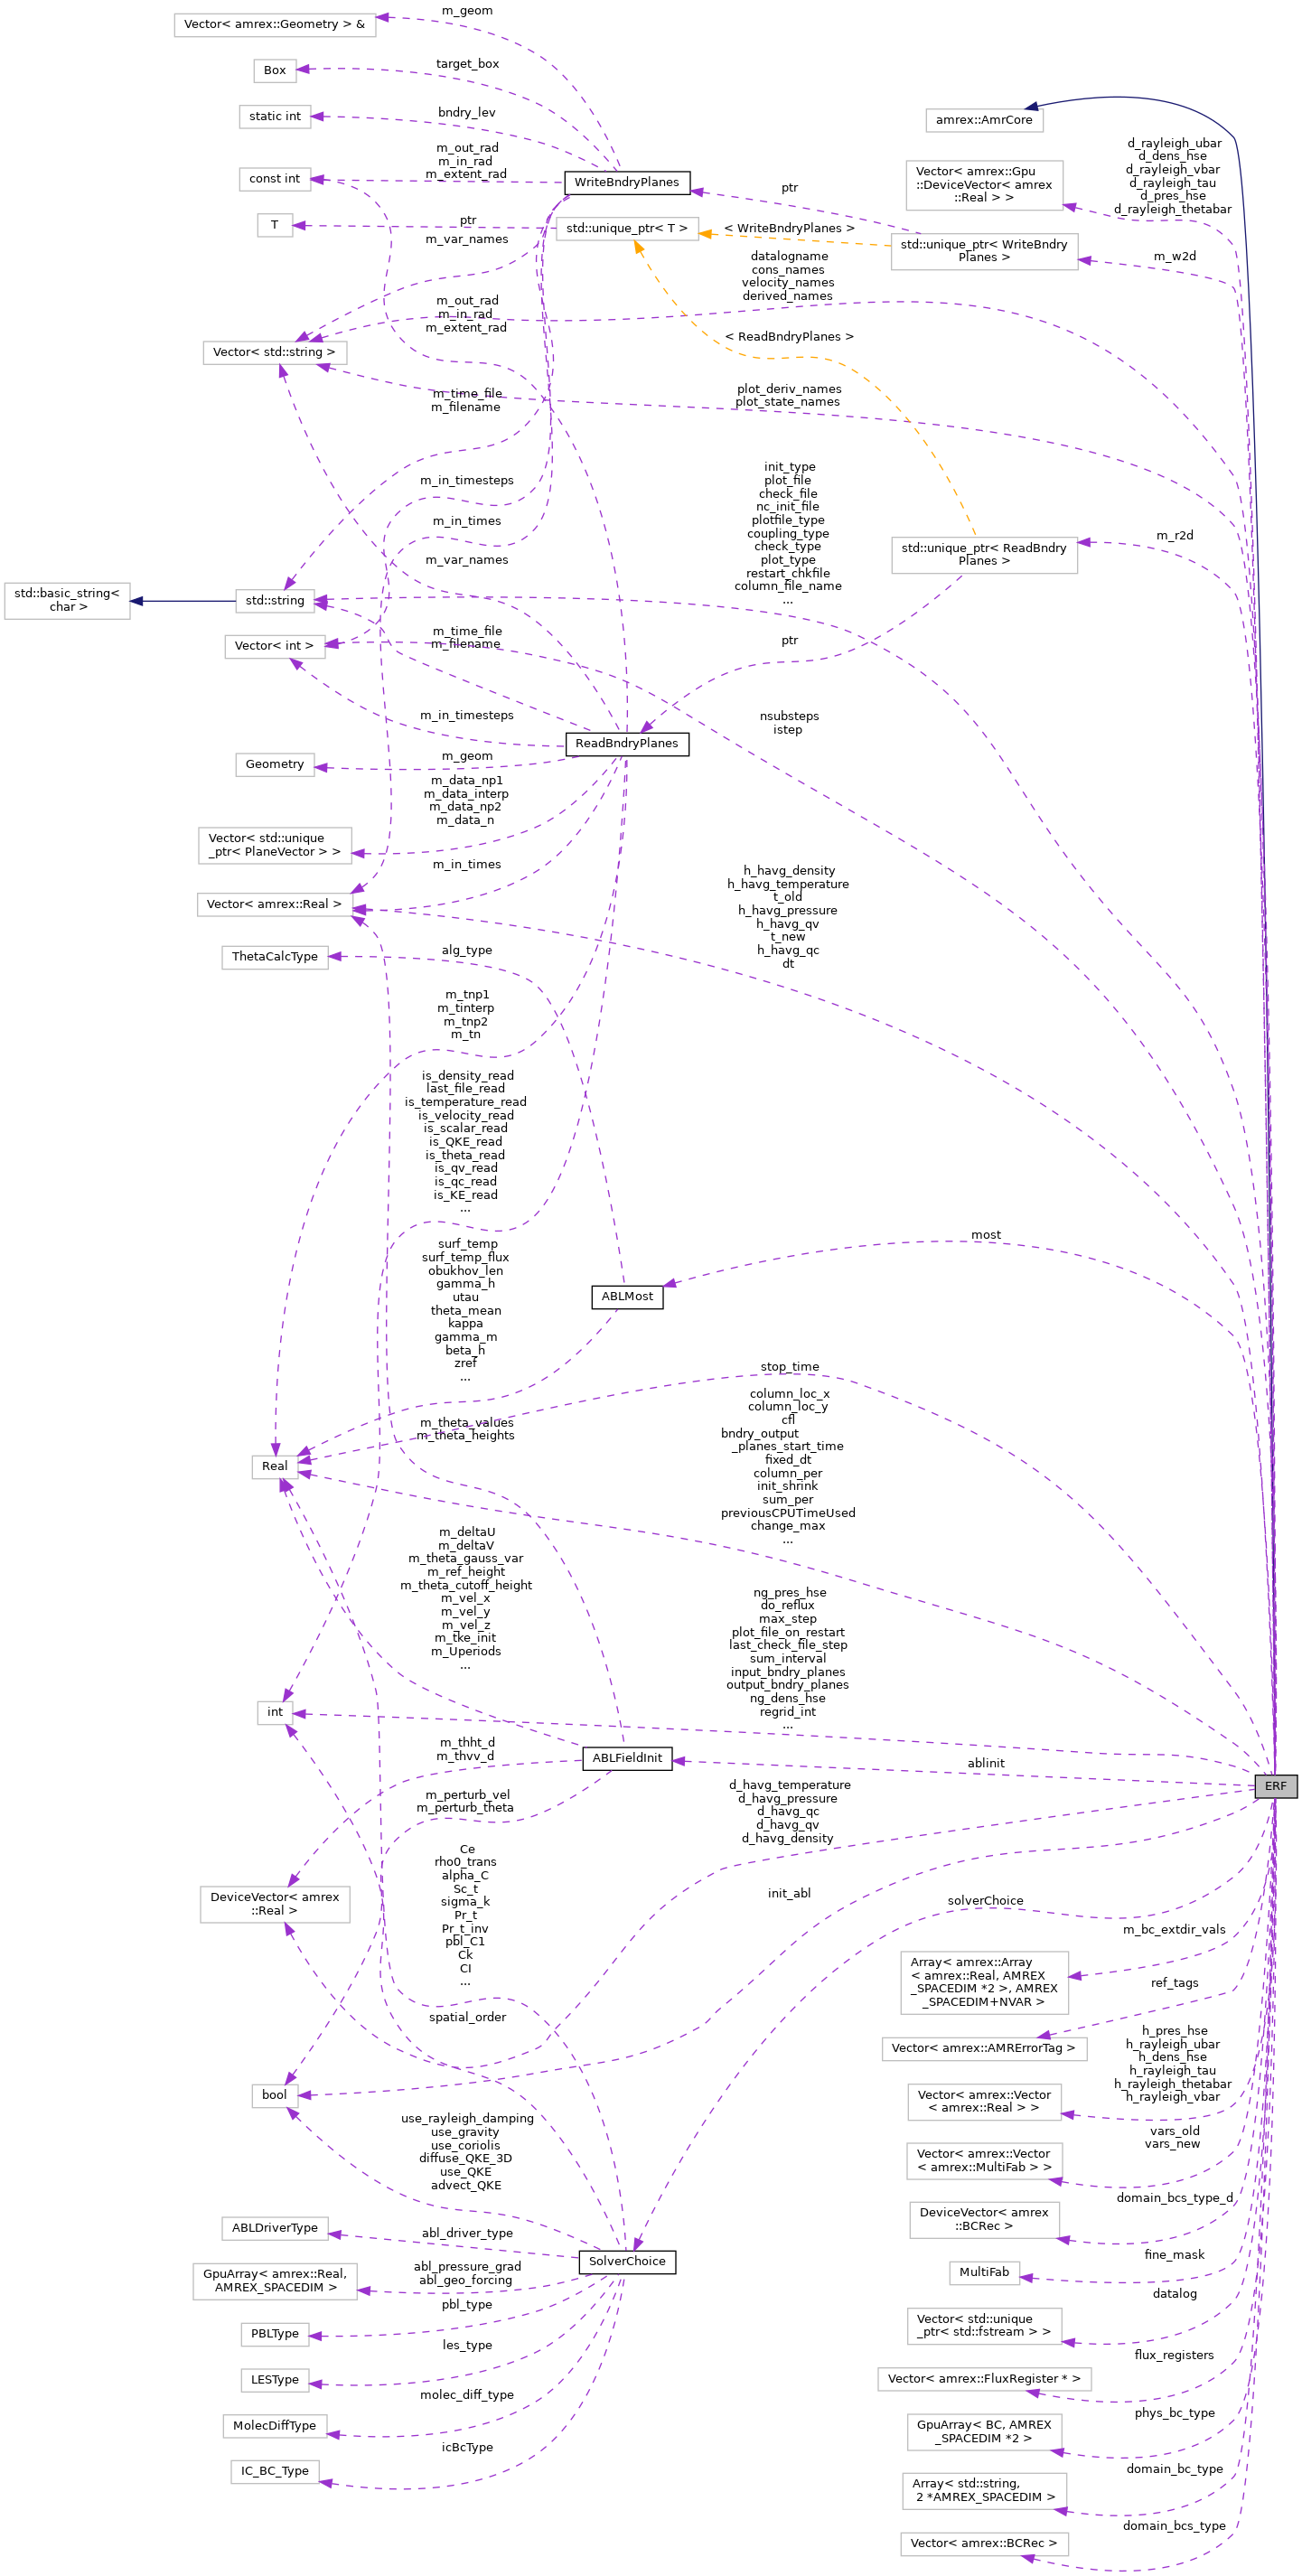 m_geom
Vector< amrex::Geometry > &
target_box
Box
bndry_lev
static int
amrex::AmrCore
m_out_rad
m_in_rad
m_extent_rad
const int
WriteBndryPlanes
d_rayleigh_ubar
d_dens_hse
d_rayleigh_vbar
d_rayleigh_tau
d_pres_hse
d_rayleigh_thetabar
Vector< amrex::Gpu
::DeviceVector< amrex
::Real > >
ptr
ptr
T
std::unique_ptr< T >
< WriteBndryPlanes >
std::unique_ptr< WriteBndry
Planes >
m_w2d
m_var_names
datalogname
cons_names
velocity_names
derived_names
m_out_rad
m_in_rad
m_extent_rad
< ReadBndryPlanes >
Vector< std::string >
m_time_file
m_filename
plot_deriv_names
plot_state_names
m_in_timesteps
m_in_times
m_var_names
init_type
plot_file
check_file
nc_init_file
plotfile_type
coupling_type
check_type
plot_type
restart_chkfile
column_file_name
...
std::unique_ptr< ReadBndry
Planes >
m_r2d
std::basic_string<
char >
std::string
Vector< int >
m_time_file
m_filename
ptr
m_in_timesteps
nsubsteps
istep
ReadBndryPlanes
Geometry
m_geom
m_data_np1
m_data_interp
m_data_np2
m_data_n
Vector< std::unique
_ptr< PlaneVector > >
m_in_times
Vector< amrex::Real >
h_havg_density
h_havg_temperature
t_old
h_havg_pressure
h_havg_qv
t_new
h_havg_qc
dt
ThetaCalcType
alg_type
m_tnp1
m_tinterp
m_tnp2
m_tn
is_density_read
last_file_read
is_temperature_read
is_velocity_read
is_scalar_read
is_QKE_read
is_theta_read
is_qv_read
is_qc_read
is_KE_read
...
most
ABLMost
surf_temp
surf_temp_flux
obukhov_len
gamma_h
utau
theta_mean
kappa
gamma_m
beta_h
zref
...
stop_time
m_theta_values
m_theta_heights
Real
column_loc_x
column_loc_y
cfl
bndry_output
_planes_start_time
fixed_dt
column_per
init_shrink
sum_per
previousCPUTimeUsed
change_max
...
m_deltaU
m_deltaV
m_theta_gauss_var
m_ref_height
m_theta_cutoff_height
m_vel_x
m_vel_y
m_vel_z
m_tke_init
m_Uperiods
...
ng_pres_hse
do_reflux
max_step
plot_file_on_restart
last_check_file_step
sum_interval
input_bndry_planes
output_bndry_planes
ng_dens_hse
regrid_int
...
int
m_thht_d
m_thvv_d
ABLFieldInit
ablinit
ERF
m_perturb_vel
m_perturb_theta
d_havg_temperature
d_havg_pressure
d_havg_qc
d_havg_qv
d_havg_density
Ce
rho0_trans
alpha_C
Sc_t
sigma_k
Pr_t
Pr_t_inv
pbl_C1
Ck
CI
...
DeviceVector< amrex
::Real >
init_abl
solverChoice
m_bc_extdir_vals
Array< amrex::Array
< amrex::Real, AMREX
_SPACEDIM *2 >, AMREX
_SPACEDIM+NVAR >
ref_tags
Vector< amrex::AMRErrorTag >
spatial_order
bool
h_pres_hse
h_rayleigh_ubar
h_dens_hse
h_rayleigh_tau
h_rayleigh_thetabar
h_rayleigh_vbar
Vector< amrex::Vector
< amrex::Real > >
use_rayleigh_damping
use_gravity
use_coriolis
diffuse_QKE_3D
use_QKE
advect_QKE
vars_old
vars_new
Vector< amrex::Vector
< amrex::MultiFab > >
domain_bcs_type_d
DeviceVector< amrex
::BCRec >
ABLDriverType
abl_driver_type
SolverChoice
fine_mask
MultiFab
GpuArray< amrex::Real,
AMREX_SPACEDIM >
abl_pressure_grad
abl_geo_forcing
datalog
pbl_type
PBLType
Vector< std::unique
_ptr< std::fstream > >
les_type
LESType
flux_registers
Vector< amrex::FluxRegister * >
molec_diff_type
MolecDiffType
phys_bc_type
GpuArray< BC, AMREX
_SPACEDIM *2 >
icBcType
IC_BC_Type
domain_bc_type
Array< std::string,
2 *AMREX_SPACEDIM >
domain_bcs_type
Vector< amrex::BCRec >